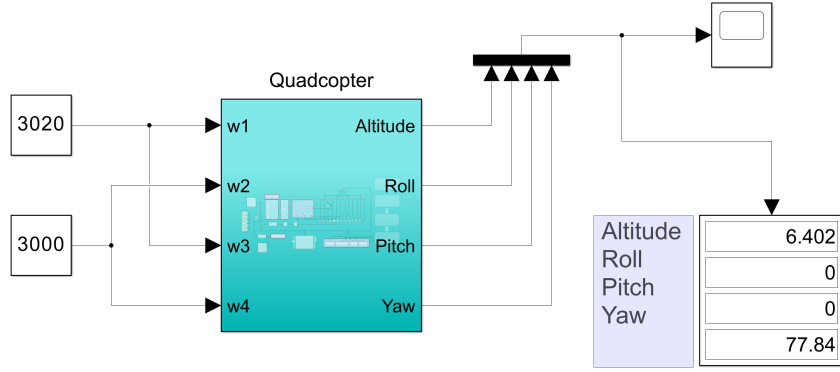 Quadcopter
3020
3000
w1
w2
w3
w4
Altitude
Roll
Pitch
Yaw
Altitude
Roll
Pitch
Yaw
6.402
0
0
77.84